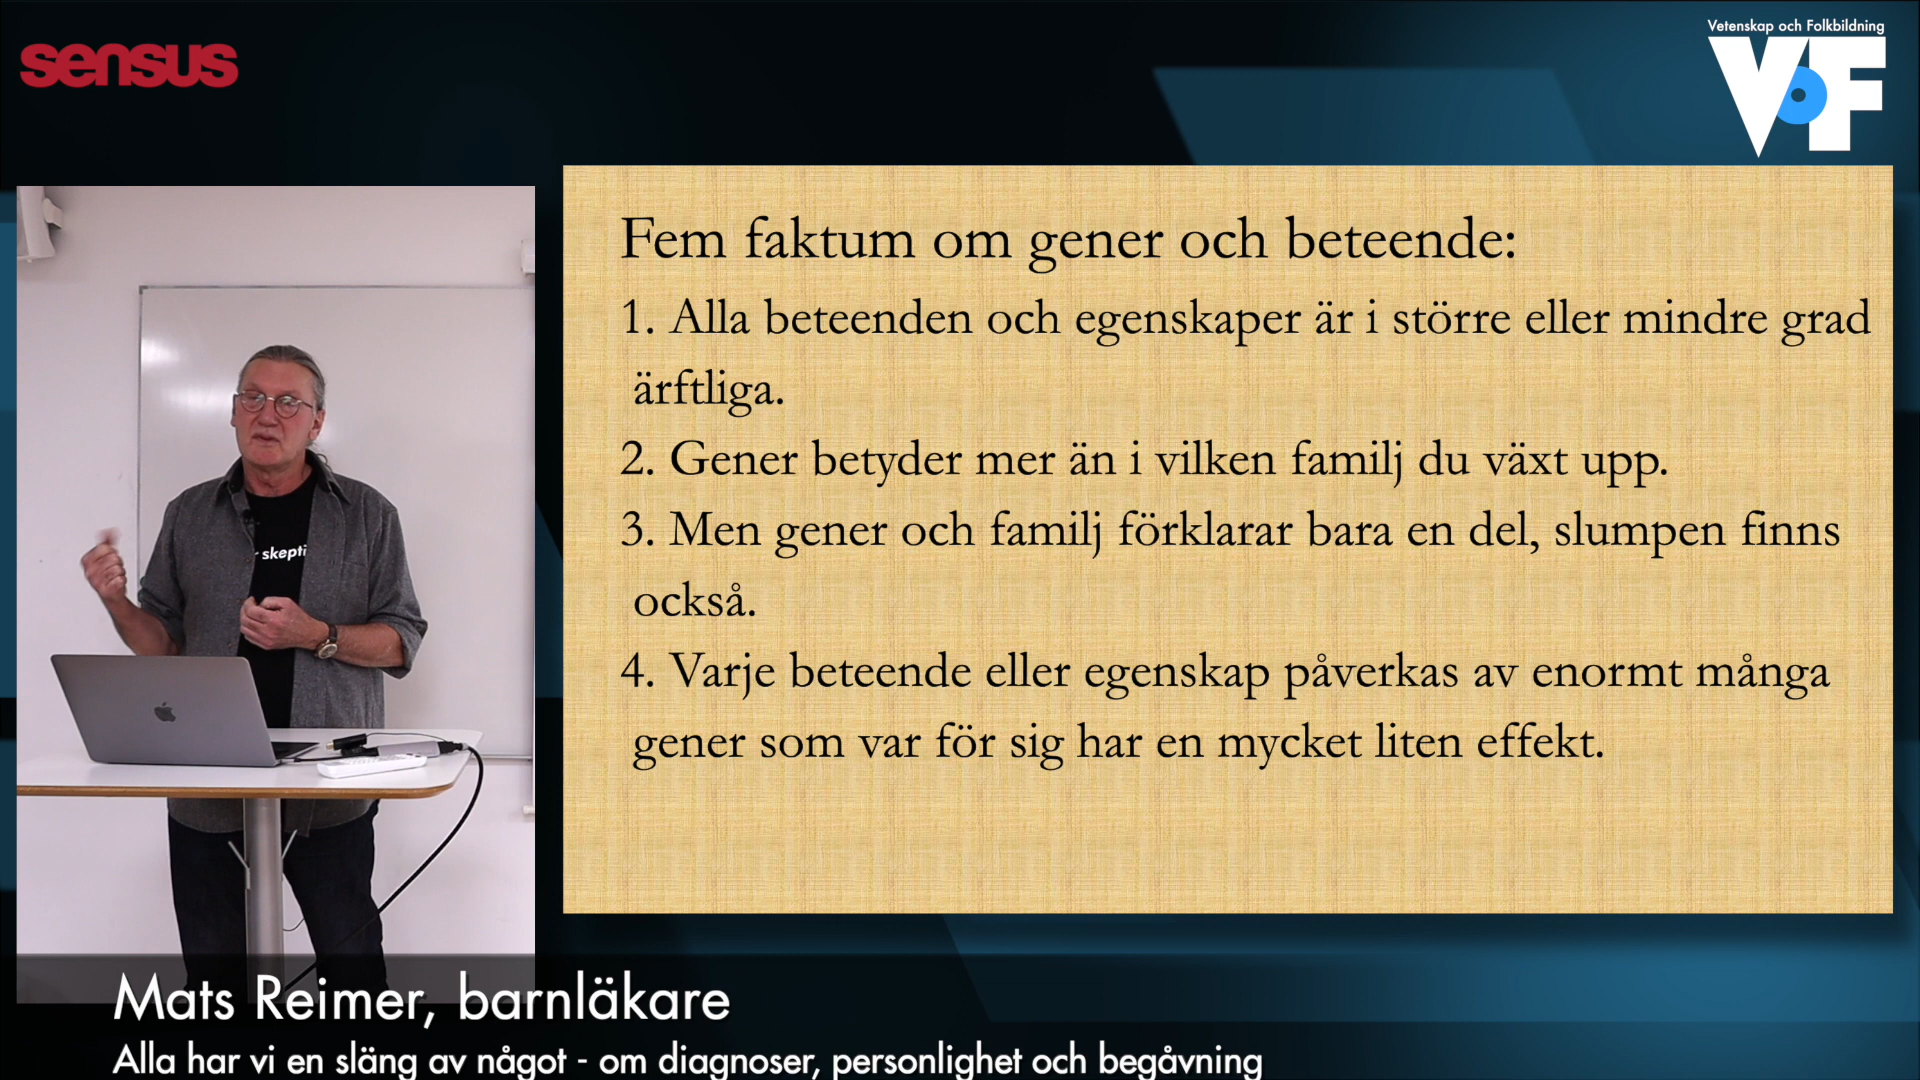 sensus
Vetenskap och Folkbildning
VoF
Fem faktum om gener och beteende:
1. Alla beteenden och egenskaper är i större eller mindre grad
ärftliga.
2. Gener betyder mer än i vilken familj du växt upp.
3. Men gener och familj förklarar bara en del, slumpen finns
också.
4. Varje beteende eller egenskap påverkas av enormt många
gener som var för sig har en mycket liten effekt.
r skepti
Mats Reimer, barnläkare
Alla har vi en släng av något - om diagnoser, personlighet och begåvning